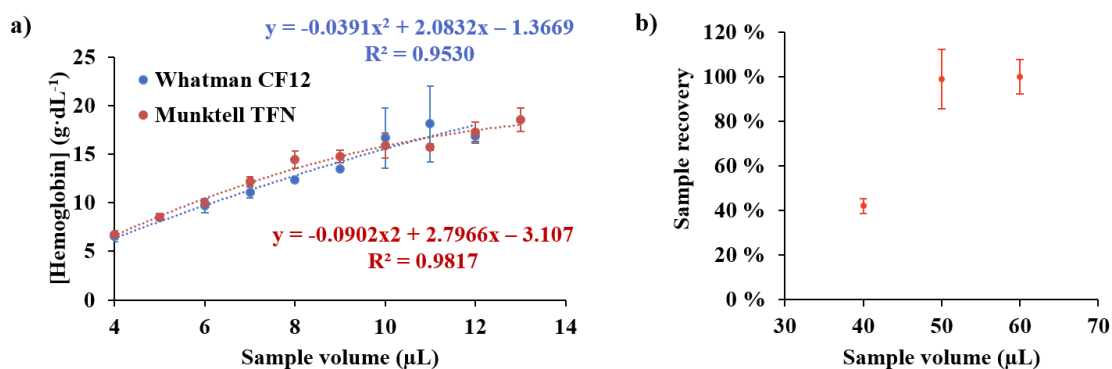 a)
y = -0.0391x² + 2.0832x – 1.3669
R² = 0.9530
Whatman CF12
Munktell TFN
[Hemoglobin] (g·dL⁻¹)
25
20
15
10
5
0
y = -0.0902x2 + 2.7966x – 3.107
R² = 0.9817
4
6
8
10
12
14
Sample volume (µL)
b)
Sample recovery
120 %
100 %
80 %
60 %
40 %
20 %
0 %
30
40
50
60
70
Sample volume (µL)